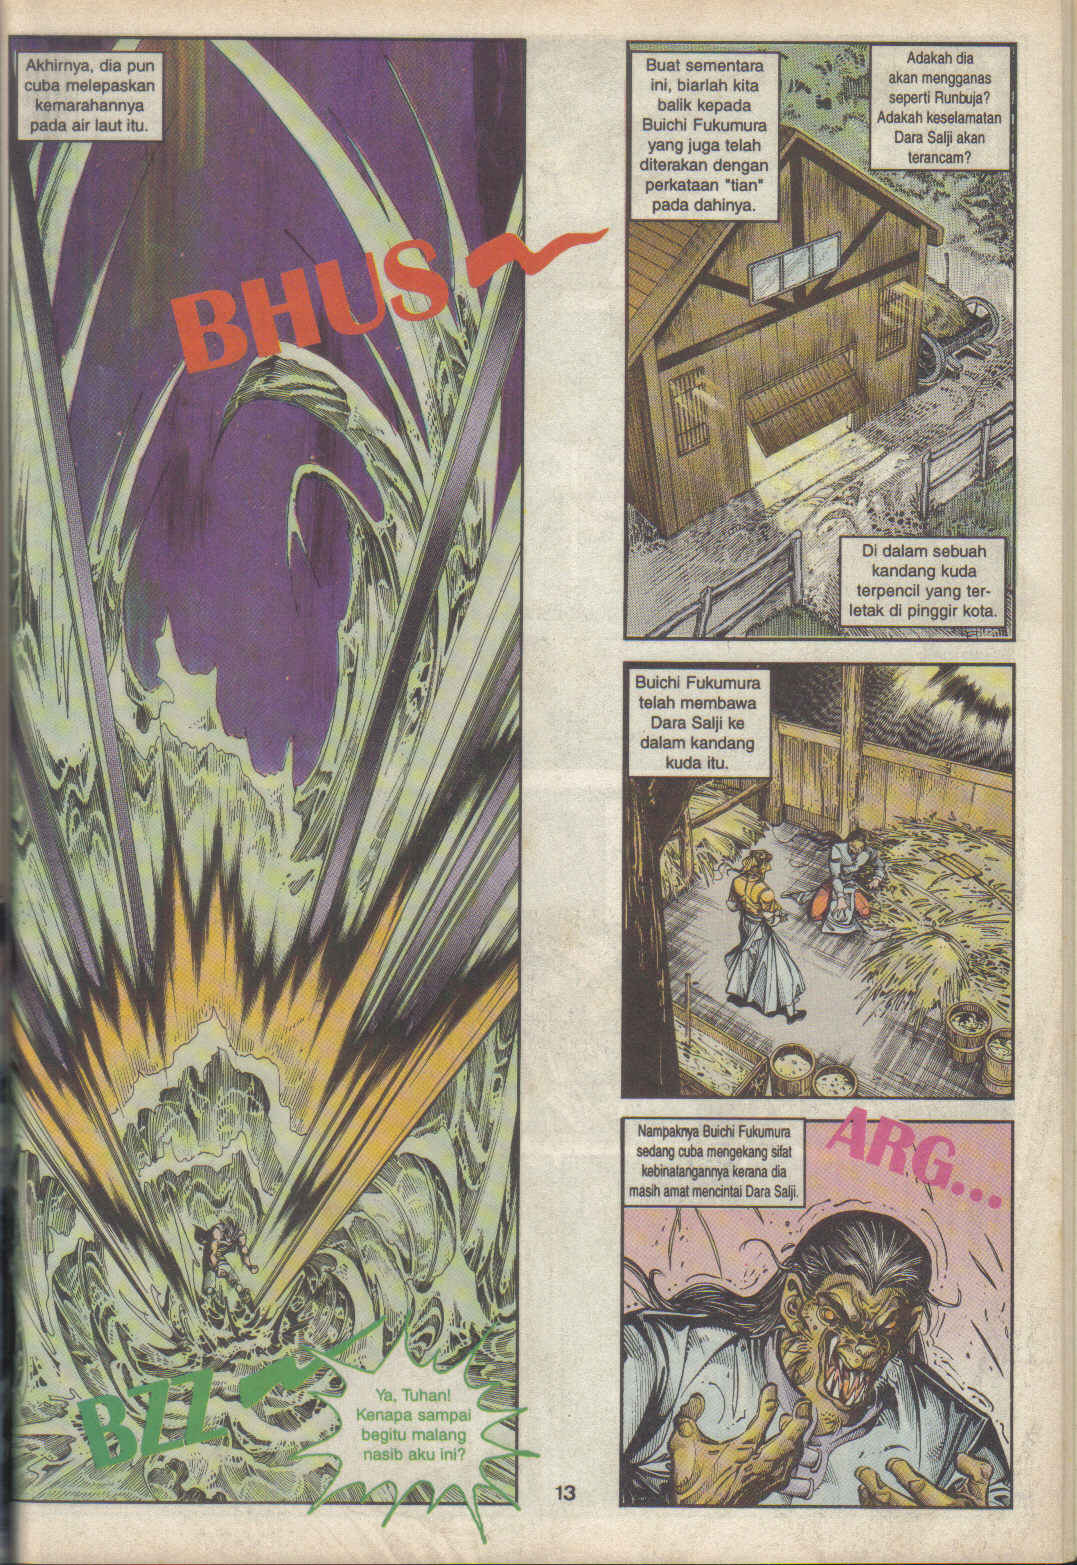 Akhirnya, dia pun
cuba melepaskan
kemarahannya
pada air laut itu.
BHUS
BZZ
Ya, Tuhan!
Kenapa sampai
begitu malang
nasib aku ini?
Buat sementara
ini, biarlah kita
balik kepada
Buichi Fukumura
yang juga telah
diterakan dengan
perkataan "tian"
pada dahinya.
Adakah dia
akan mengganas
seperti Runbuja?
Adakah keselamatan
Dara Salji akan
terancam?
Di dalam sebuah
kandang kuda
terpencil yang ter-
letak di pinggir kota.
Buichi Fukumura
telah membawa
Dara Salji ke
dalam kandang
kuda itu.
Nampaknya Buichi Fukumura
sedang cuba mengekang sifat
kebinatangannya kerana dia
masih amat mencintai Dara Salji.
ARG...
13